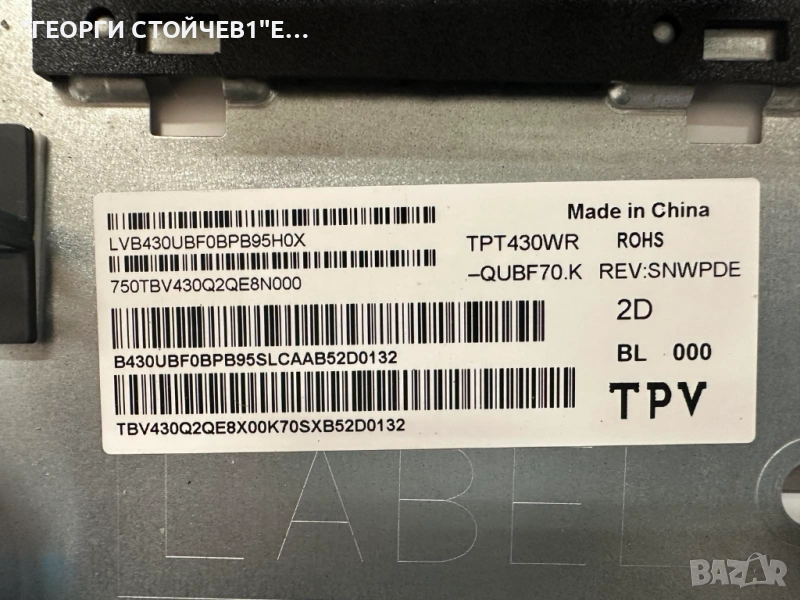 ГЕОРГИ СТОЙЧЕВ1"Е...
Made in China
LVB430UBF0BPB95H0X
TPT430WR ROHS
750TBV430Q2QE8N000
-QUBF70.K REV:SNWPDE
2D
B430UBF0BPB95SLCAAB52D0132
BL 000
TPV
TBV430Q2QE8X00K70SXB52D0132
LABEL
BAZAR